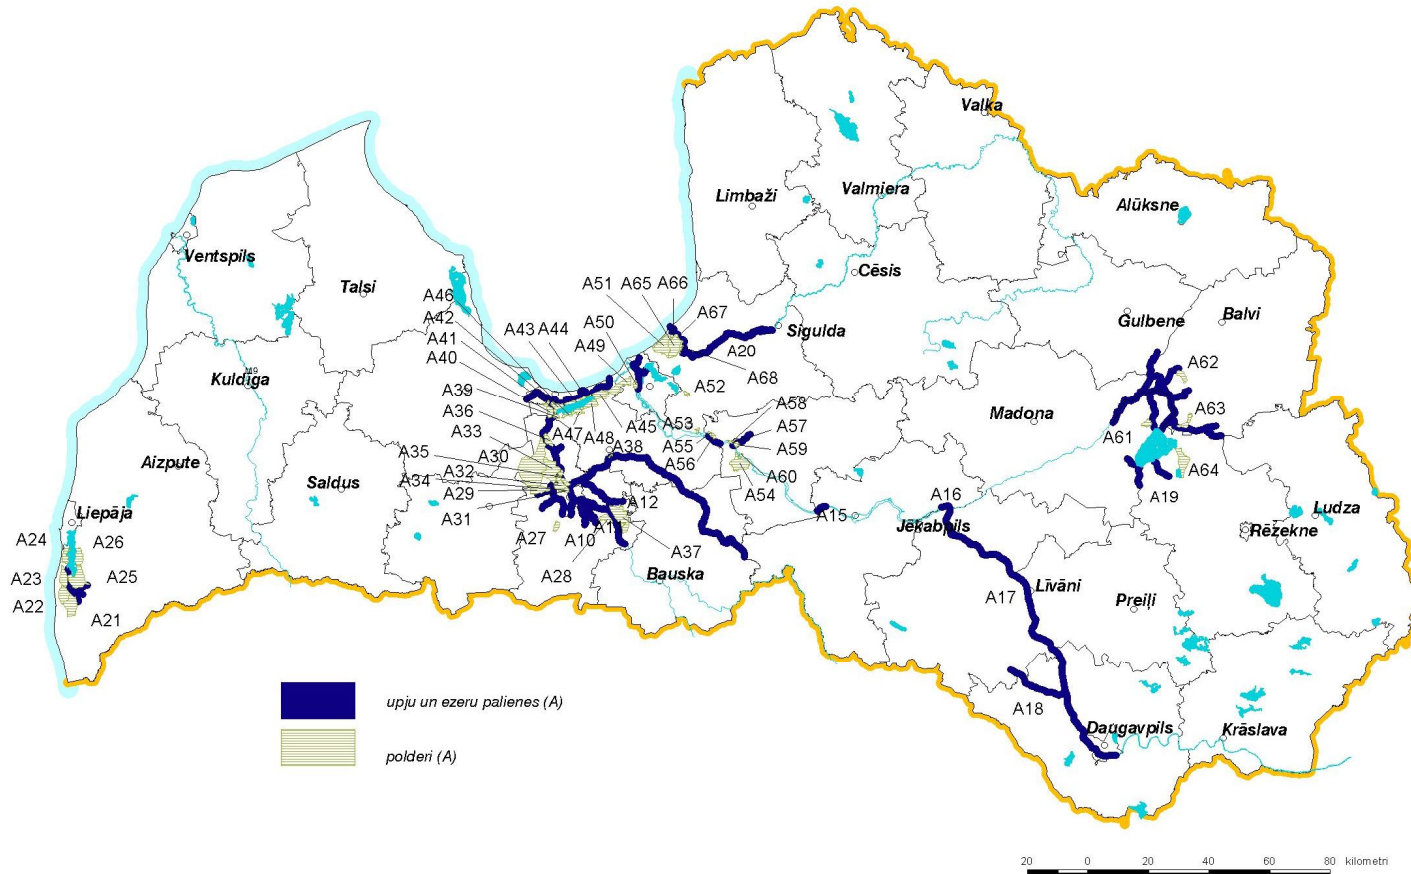 Valka
Limbaži
Valmiera
Alūksne
Ventspils
Cēsis
Talsi
A51 A65 A66
A46
A42
A41
A40
A43 A44
A50
A49
A67
Sigulda
A20
A68
Gulbene
Balvi
Kuldīga
A39
A36
A33
A30
A35
A32
A34
A29
A31
A47
A48
A38
A45
A52
A53
A55
A56
A58
A57
A59
A60
A54
Madona
A62
A63
A61
A64
A19
Aizpute
Saldus
Liepāja
A24
A26
A23
A25
A22
A21
A27
A10
A12
A28
A37
Bauska
A15
A16
Jēkabpils
Ludza
Rēzekne
A17
Līvāni
Preiļi
A18
Daugavpils
Krāslava
upju un ezeru palienes (A)
polderi (A)
20 0 20 40 60 80 kilometri